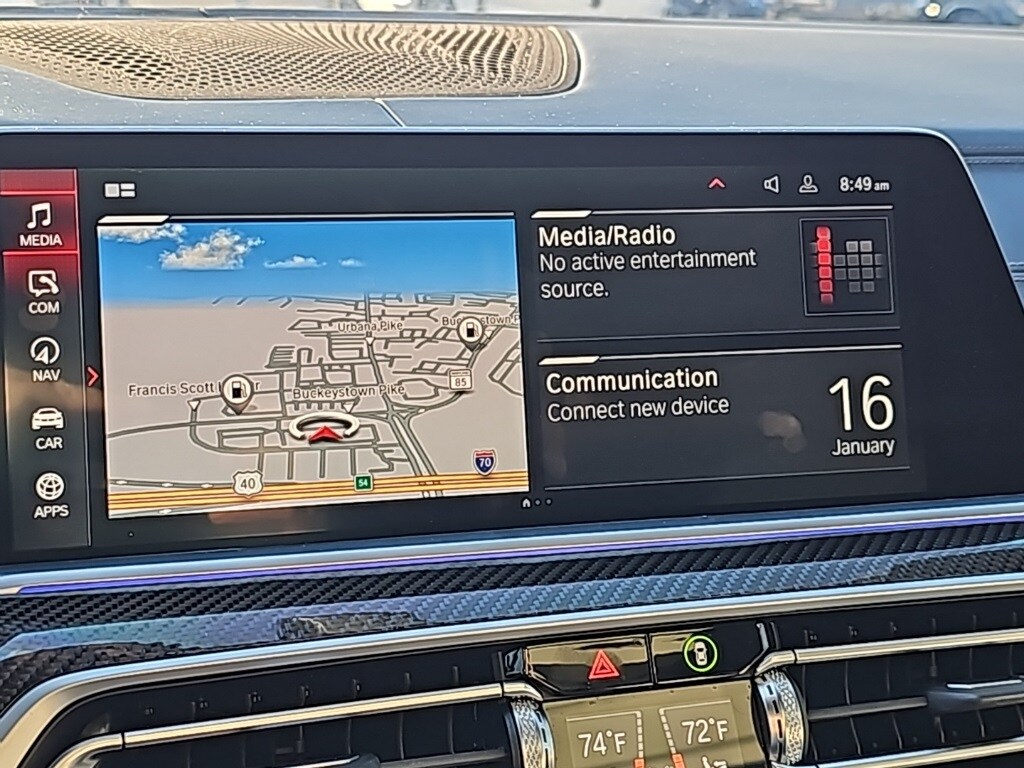 8:49 am
MEDIA
COM
NAV
CAR
APPS
Urbana Pike
Francis Scott
Buckeystown Pike
85
70
40
54
Media/Radio
No active entertainment
source.
Communication
Connect new device
16
January
74°F
72°F